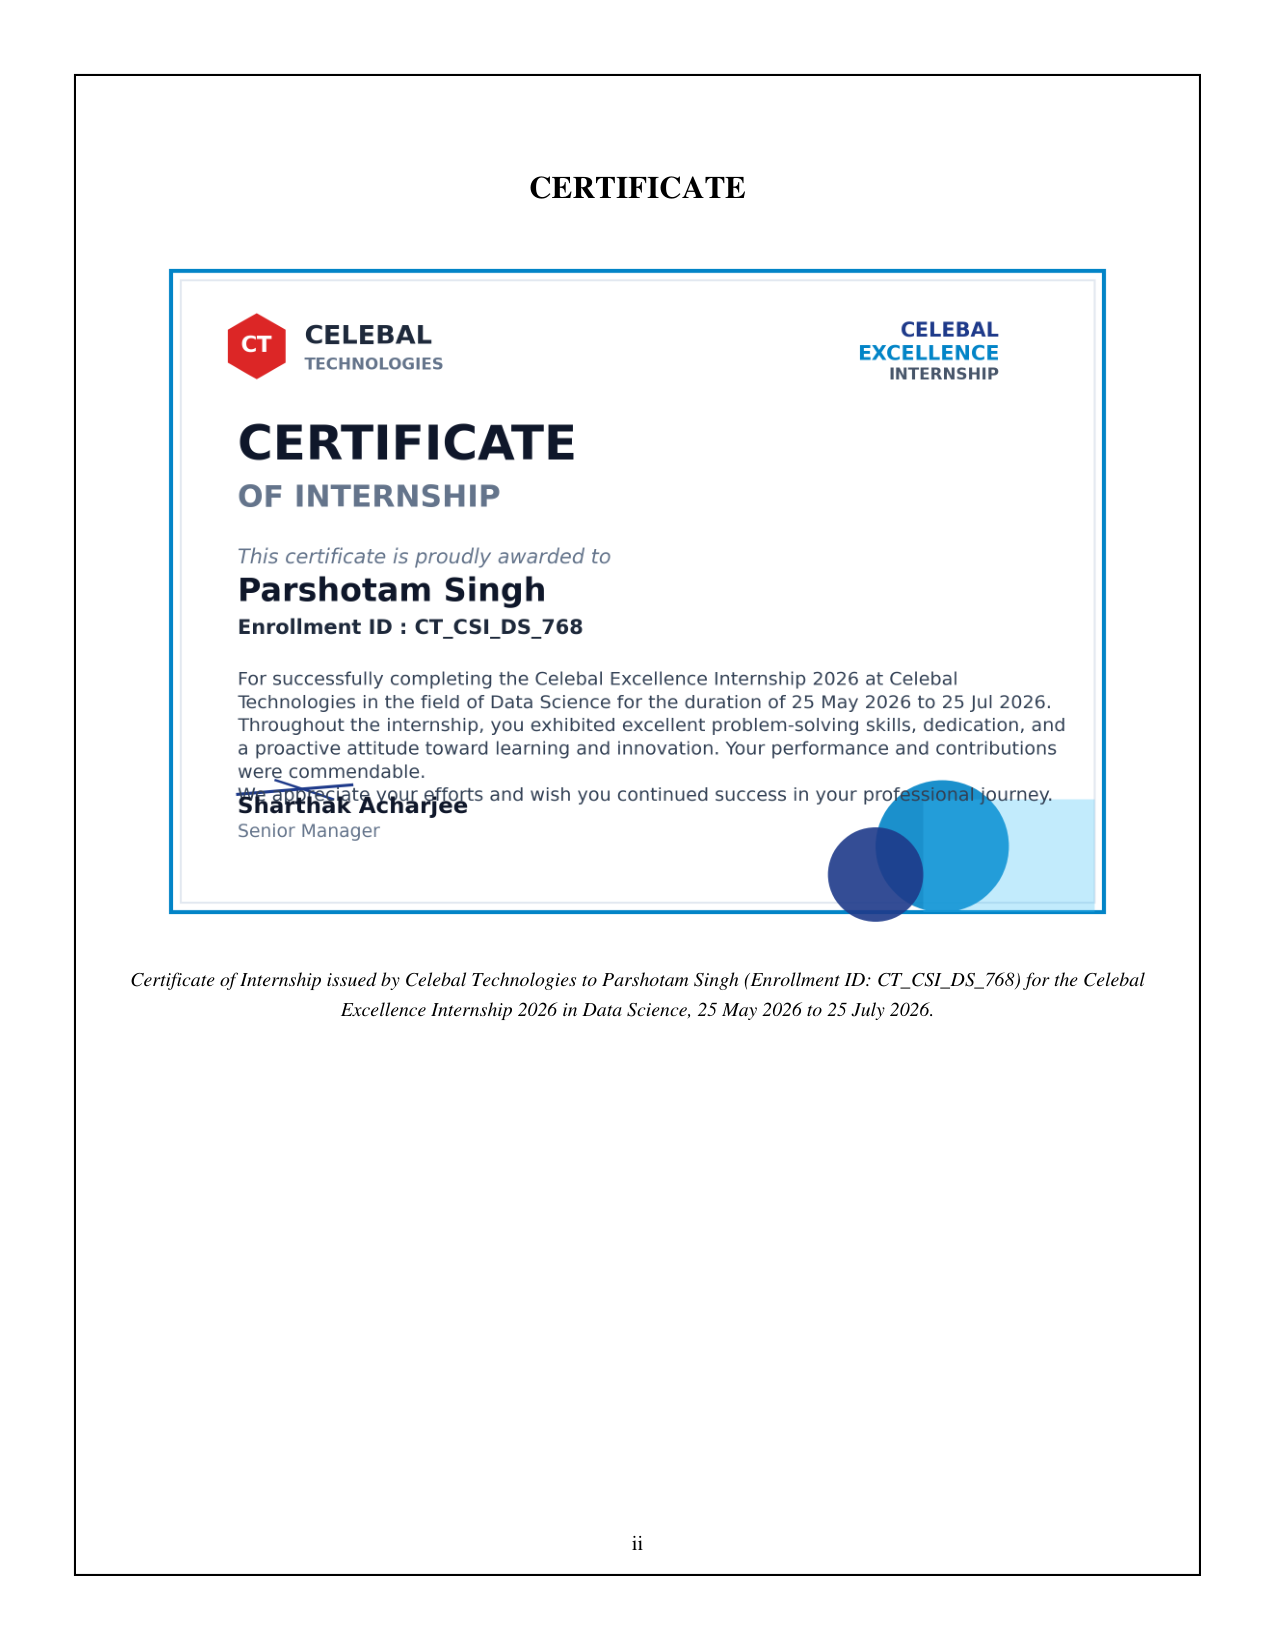 CERTIFICATE
CT
CELEBAL
TECHNOLOGIES
CELEBAL
EXCELLENCE
INTERNSHIP
CERTIFICATE
OF INTERNSHIP
This certificate is proudly awarded to
Parshotam Singh
Enrollment ID : CT_CSI_DS_768
For successfully completing the Celebal Excellence Internship 2026 at Celebal
Technologies in the field of Data Science for the duration of 25 May 2026 to 25 Jul 2026.
Throughout the internship, you exhibited excellent problem-solving skills, dedication, and
a proactive attitude toward learning and innovation. Your performance and contributions
were commendable.
We appreciate your efforts and wish you continued success in your professional journey.
Sharthak Acharjee
Senior Manager
Certificate of Internship issued by Celebal Technologies to Parshotam Singh (Enrollment ID: CT_CSI_DS_768) for the Celebal
Excellence Internship 2026 in Data Science, 25 May 2026 to 25 July 2026.
ii